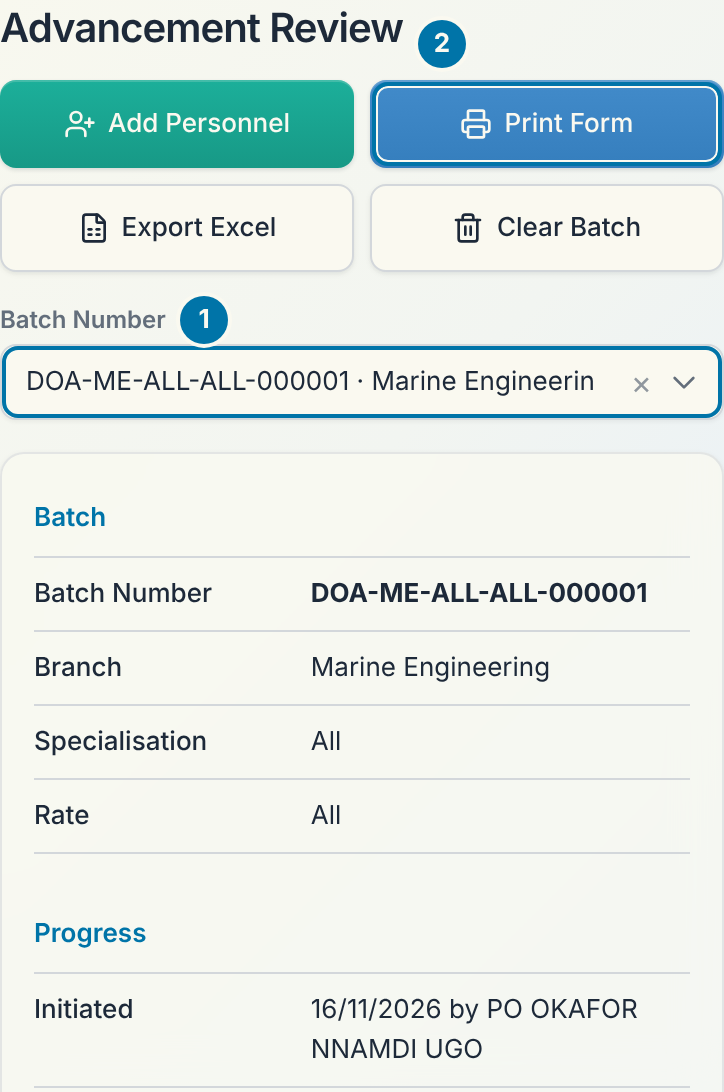 Advancement Review
2
Add Personnel
Print Form
Export Excel
Clear Batch
Batch Number
1
DOA-ME-ALL-ALL-000001 · Marine Engineerin
Batch
Batch Number DOA-ME-ALL-ALL-000001
Branch Marine Engineering
Specialisation All
Rate All
Progress
Initiated 16/11/2026 by PO OKAFOR
NNAMDI UGO